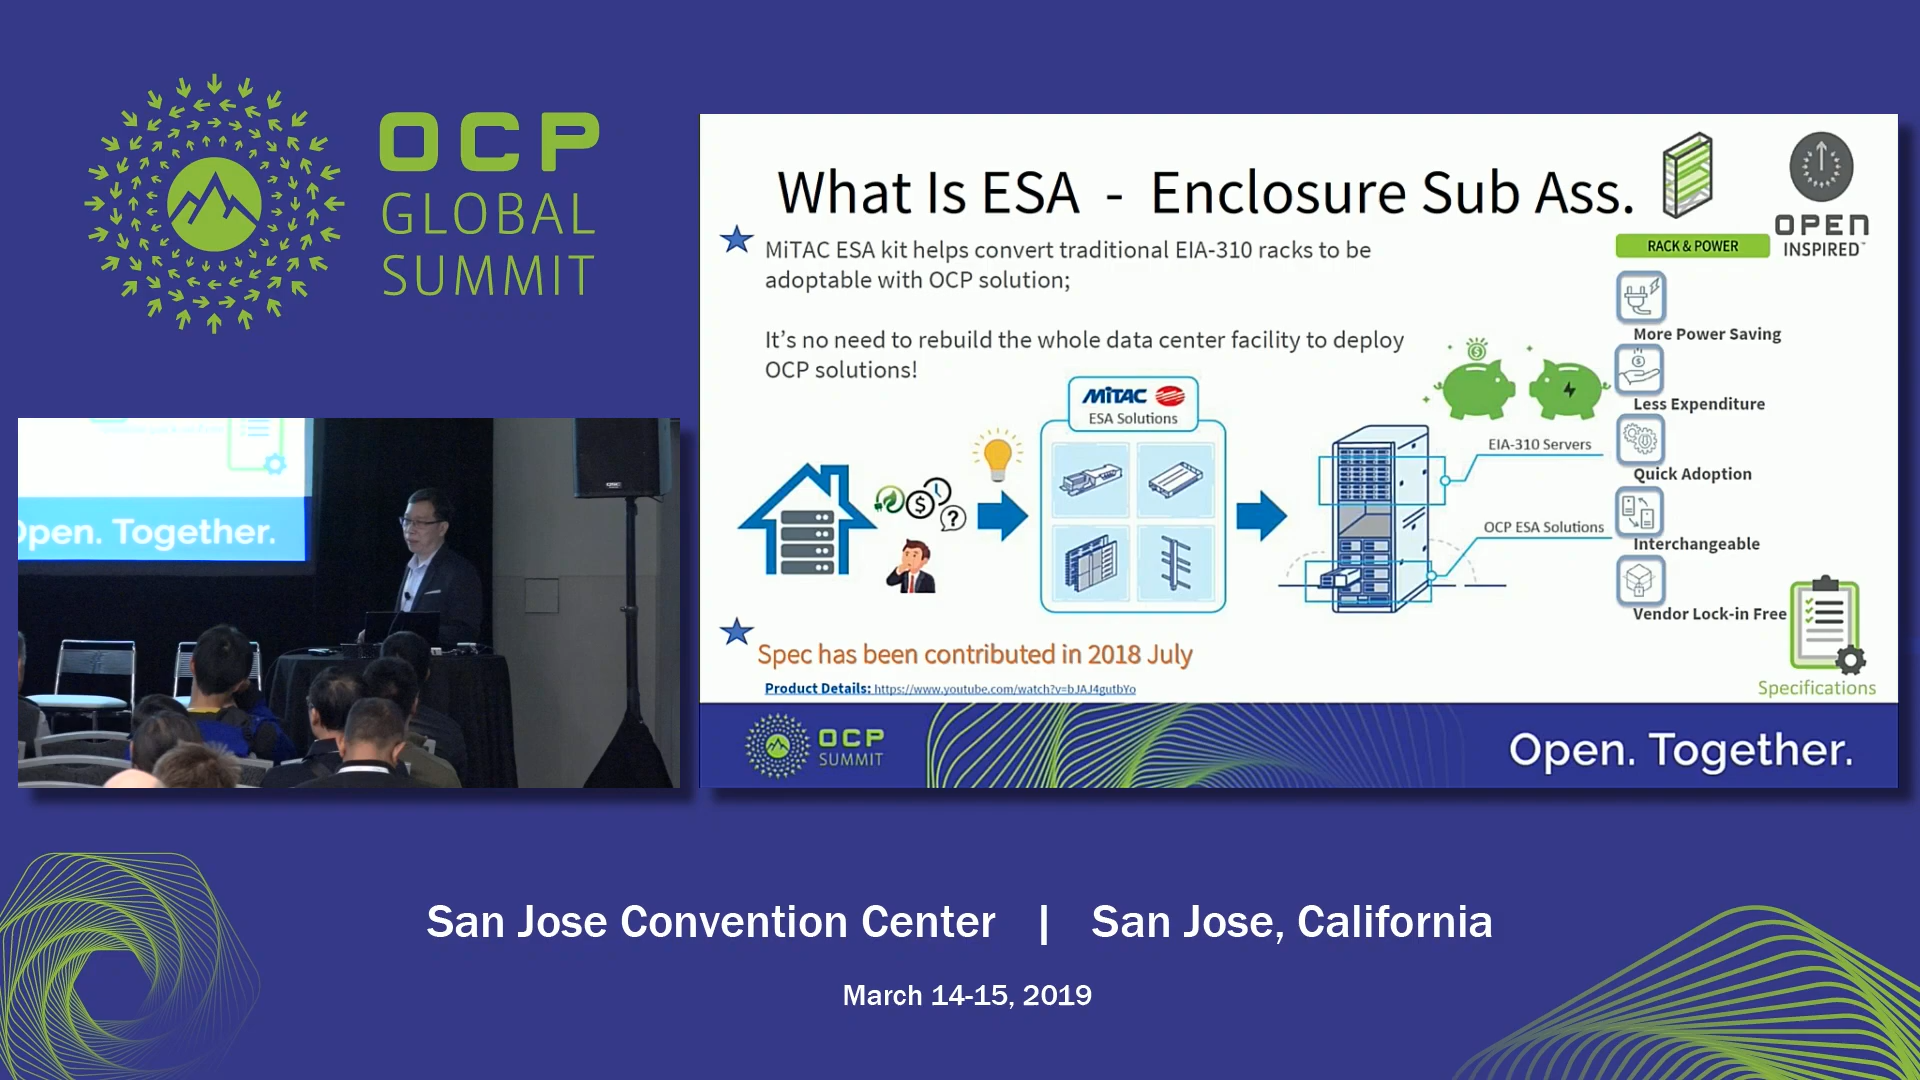 OCP
GLOBAL
SUMMIT
What Is ESA - Enclosure Sub Ass.
RACK & POWER
OPEN
INSPIRED™
MiTAC ESA kit helps convert traditional EIA-310 racks to be
adoptable with OCP solution;
It's no need to rebuild the whole data center facility to deploy
OCP solutions!
MiTAC
ESA Solutions
EIA-310 Servers
OCP ESA Solutions
More Power Saving
Less Expenditure
Quick Adoption
Interchangeable
Vendor Lock-in Free
Specifications
Spec has been contributed in 2018 July
Product Details: https://www.youtube.com/watch?v=bJAJ4gutbYo
OCP
SUMMIT
Open. Together.
Open. Together.
San Jose Convention Center | San Jose, California
March 14-15, 2019